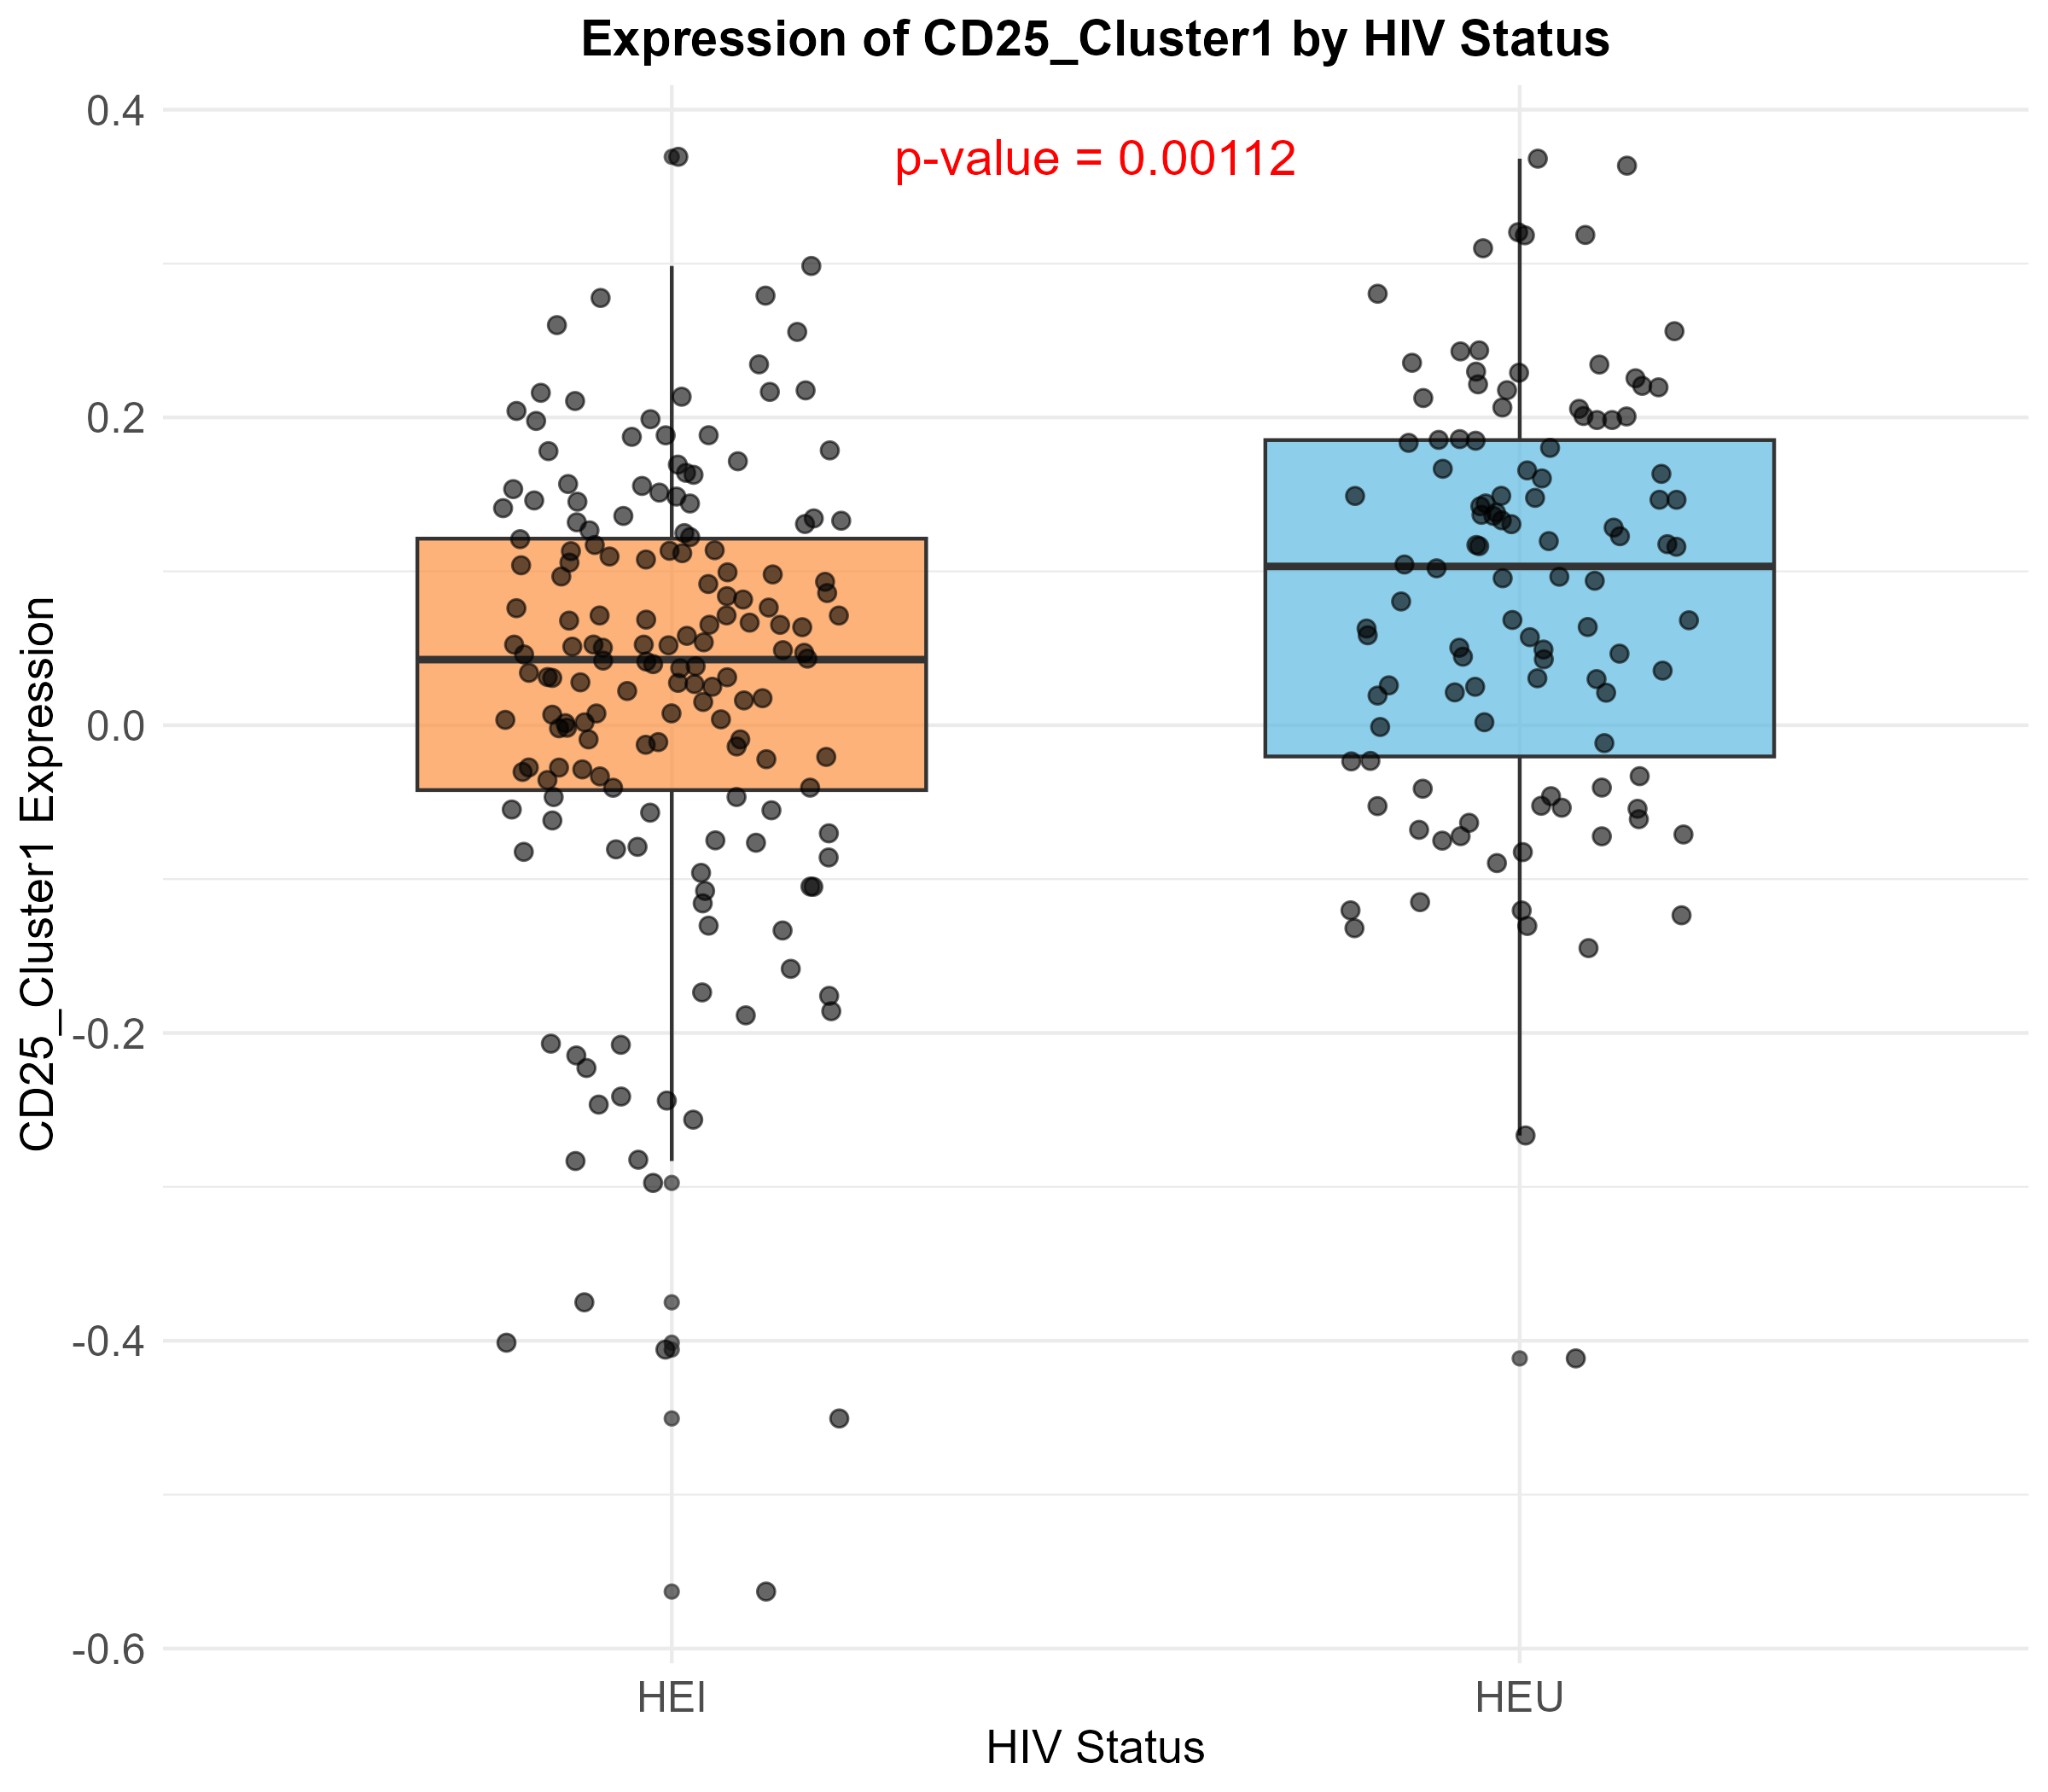 Expression of CD25_Cluster1 by HIV Status
p-value = 0.00112
CD25_Cluster1 Expression
0.4
0.2
0.0
-0.2
-0.4
-0.6
HEI
HEU
HIV Status